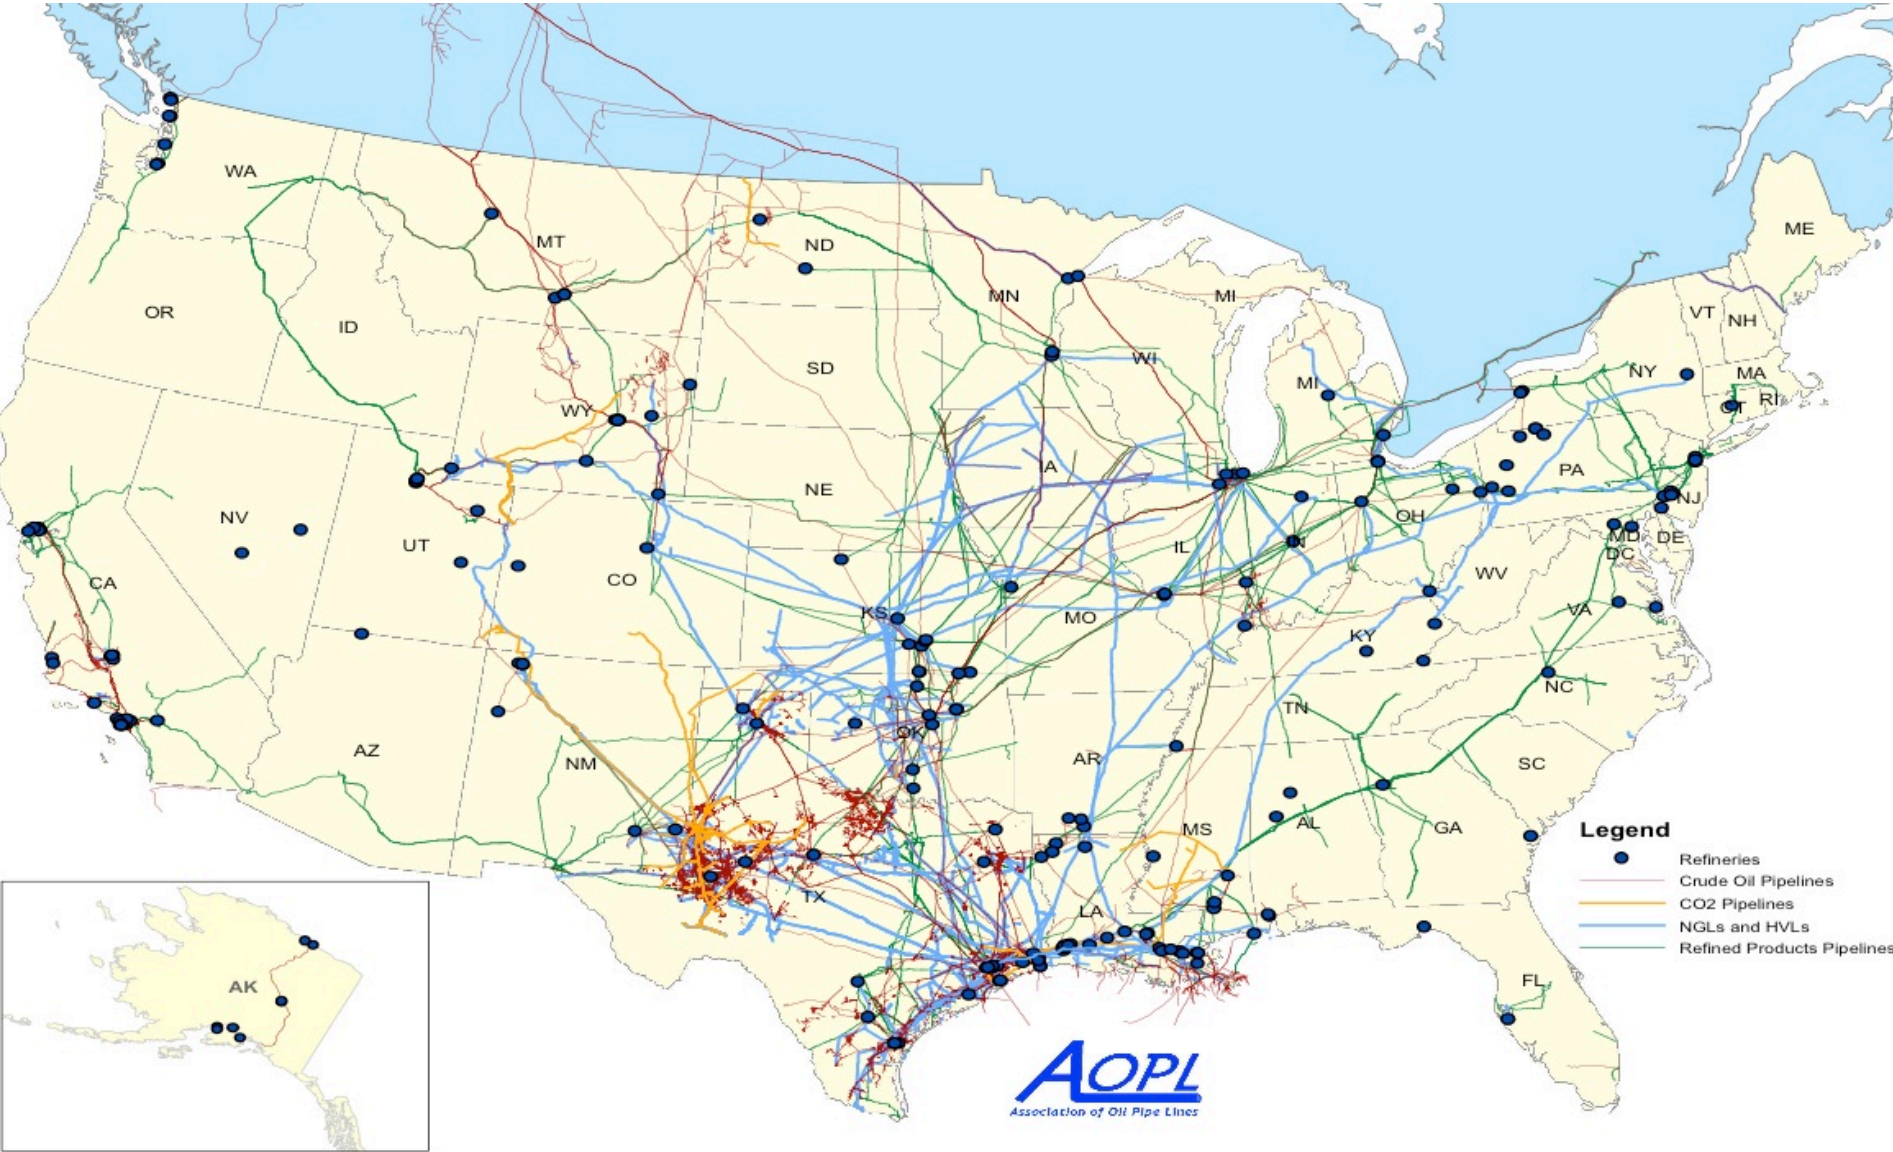 WA
MT
ND
MN
MI
ME
OR
ID
SD
WI
VT
NH
WY
MI
NY
MA
CT
RI
NV
NE
IA
PA
NJ
CA
UT
CO
IL
IN
OH
MD
DE
DC
WV
KS
MO
KY
VA
AZ
NM
OK
AR
TN
NC
SC
TX
LA
MS
AL
GA
FL
AK
Legend
Refineries
Crude Oil Pipelines
CO2 Pipelines
NGLs and HVLs
Refined Products Pipelines
AOPL
Association of Oil Pipe Lines